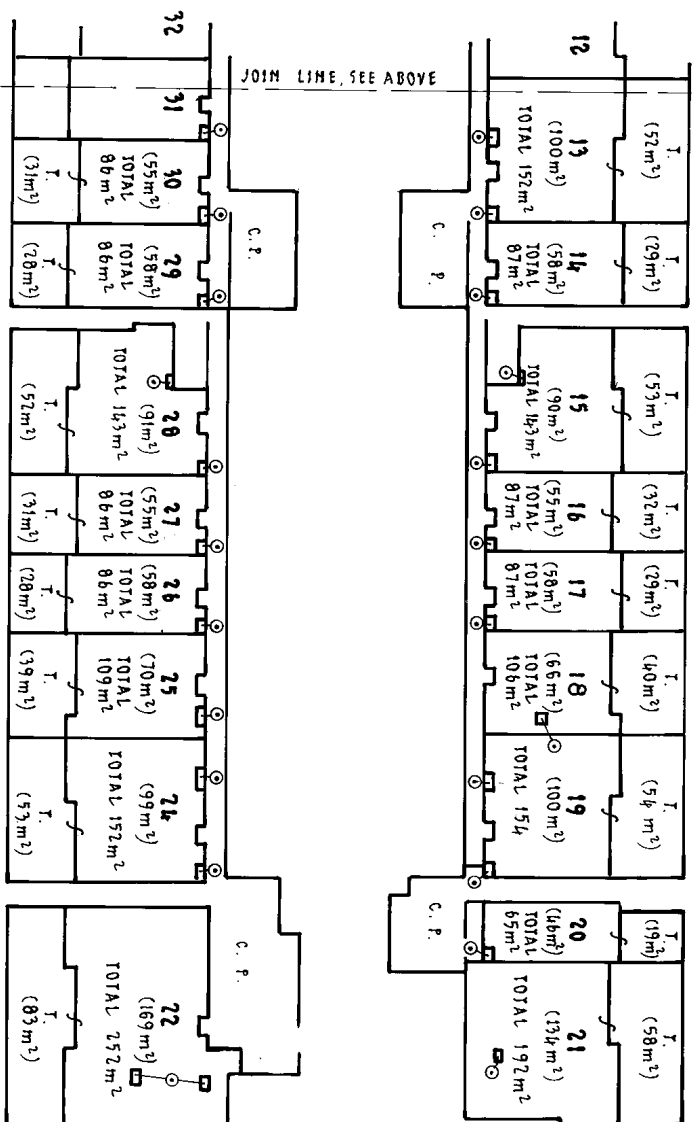 JOIN LINE, SEE ABOVE
12
T.
(52m²)
13
(100m²)
TOTAL 152m²
T.
(29m²)
14
(58m²)
TOTAL
87m²
T.
(53m²)
15
(90m²)
TOTAL 143m²
T.
(32m²)
16
(55m²)
TOTAL
87m²
T.
(29m²)
17
(58m²)
TOTAL
87m²
T.
(40m²)
18
(66m²)
TOTAL
106m²
T.
(54m²)
19
(100m²)
TOTAL 154
T.
(19m²)
20
(46m²)
TOTAL
65m²
T.
(58m²)
21
(134m²)
TOTAL 192m²
C. P.
C. P.
C. P.
C. P.
32
31
30
(55m²)
TOTAL
86m²
T.
(31m²)
29
(58m²)
TOTAL
86m²
T.
(28m²)
28
(91m²)
TOTAL 143m²
T.
(52m²)
27
(55m²)
TOTAL
86m²
T.
(31m²)
26
(58m²)
TOTAL
86m²
T.
(28m²)
25
(70m²)
TOTAL
109m²
T.
(39m²)
24
(99m²)
TOTAL 152m²
T.
(53m²)
22
(169m²)
TOTAL 252m²
T.
(83m²)